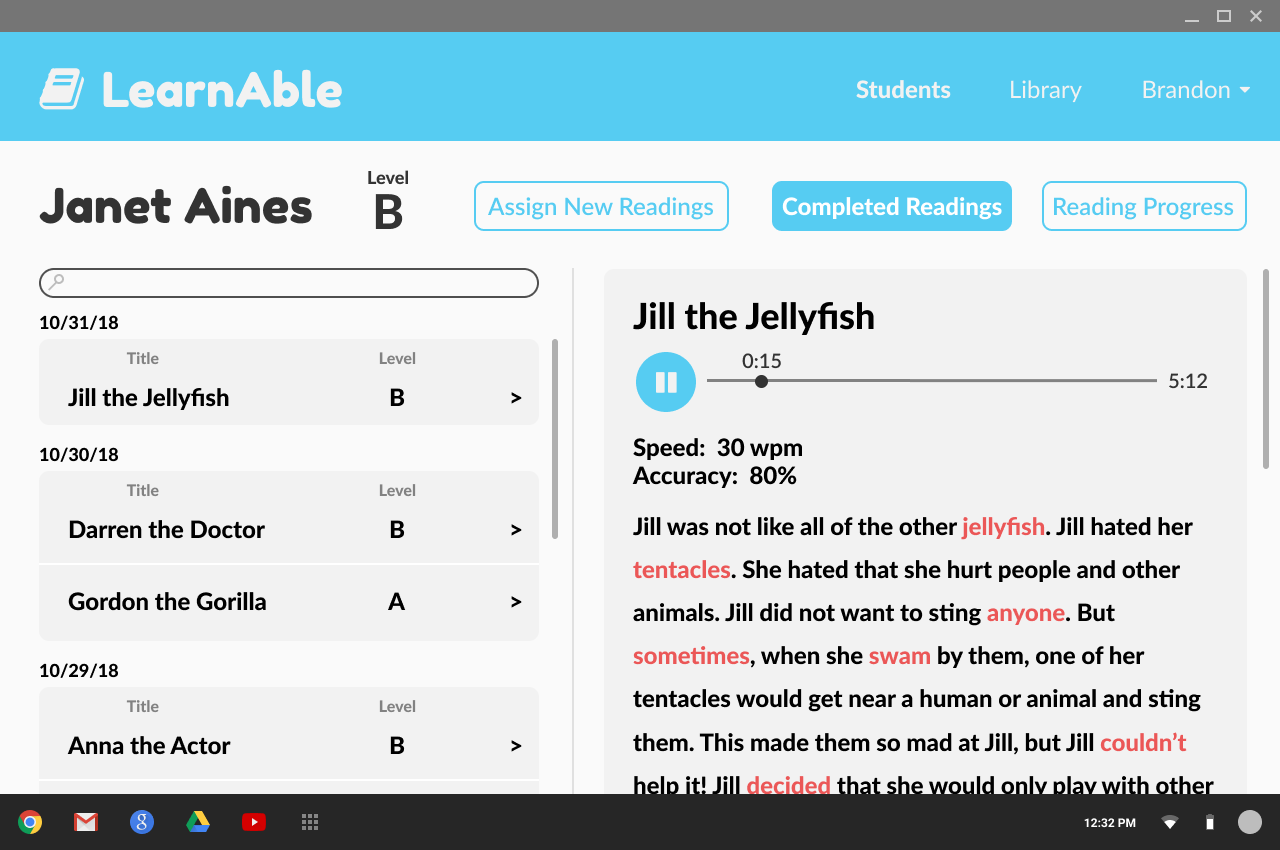 LearnAble
Students
Library
Brandon
Janet Aines
Level
B
Assign New Readings
Completed Readings
Reading Progress
10/31/18
Title Level
Jill the Jellyfish B >
10/30/18
Title Level
Darren the Doctor B >
Gordon the Gorilla A >
10/29/18
Title Level
Anna the Actor B >
Jill the Jellyfish
0:15
5:12
Speed: 30 wpm
Accuracy: 80%
Jill was not like all of the other jellyfish. Jill hated her
tentacles. She hated that she hurt people and other
animals. Jill did not want to sting anyone. But
sometimes, when she swam by them, one of her
tentacles would get near a human or animal and sting
them. This made them so mad at Jill, but Jill couldn’t
help it! Jill decided that she would only play with other
g
12:32 PM